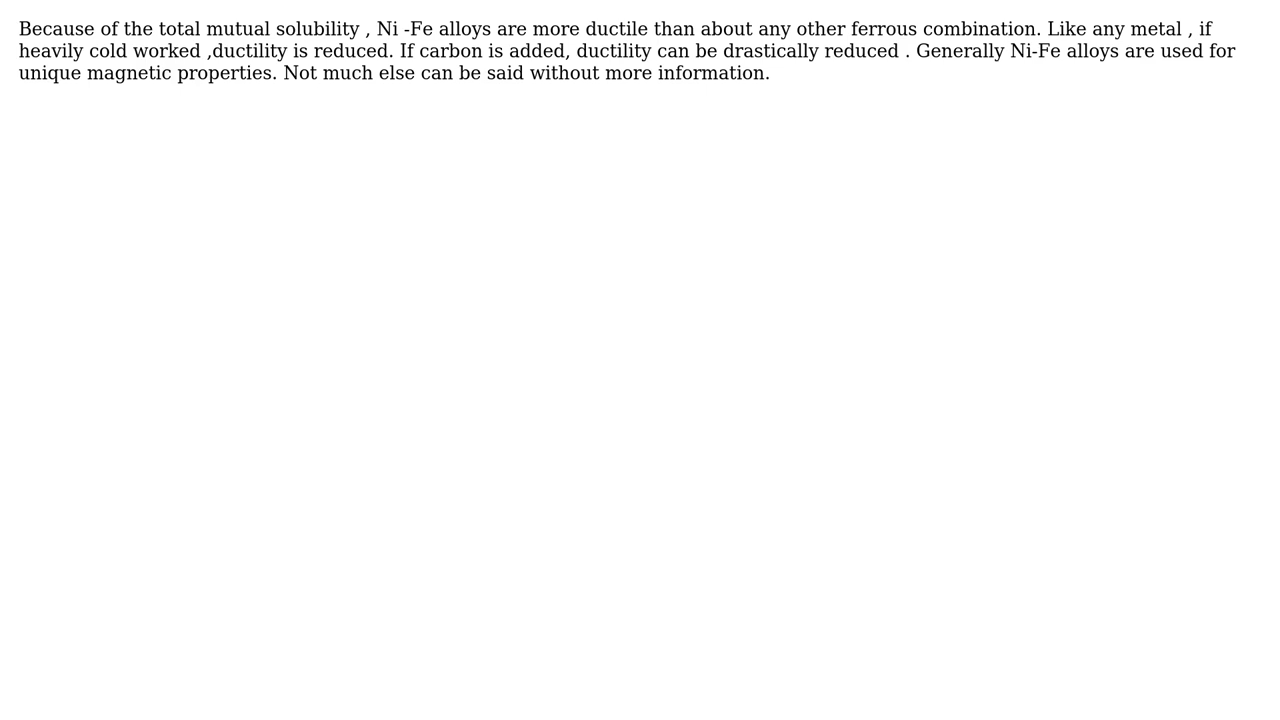 Because of the total mutual solubility , Ni -Fe alloys are more ductile than about any other ferrous combination. Like any metal , if
heavily cold worked ,ductility is reduced. If carbon is added, ductility can be drastically reduced . Generally Ni-Fe alloys are used for
unique magnetic properties. Not much else can be said without more information.